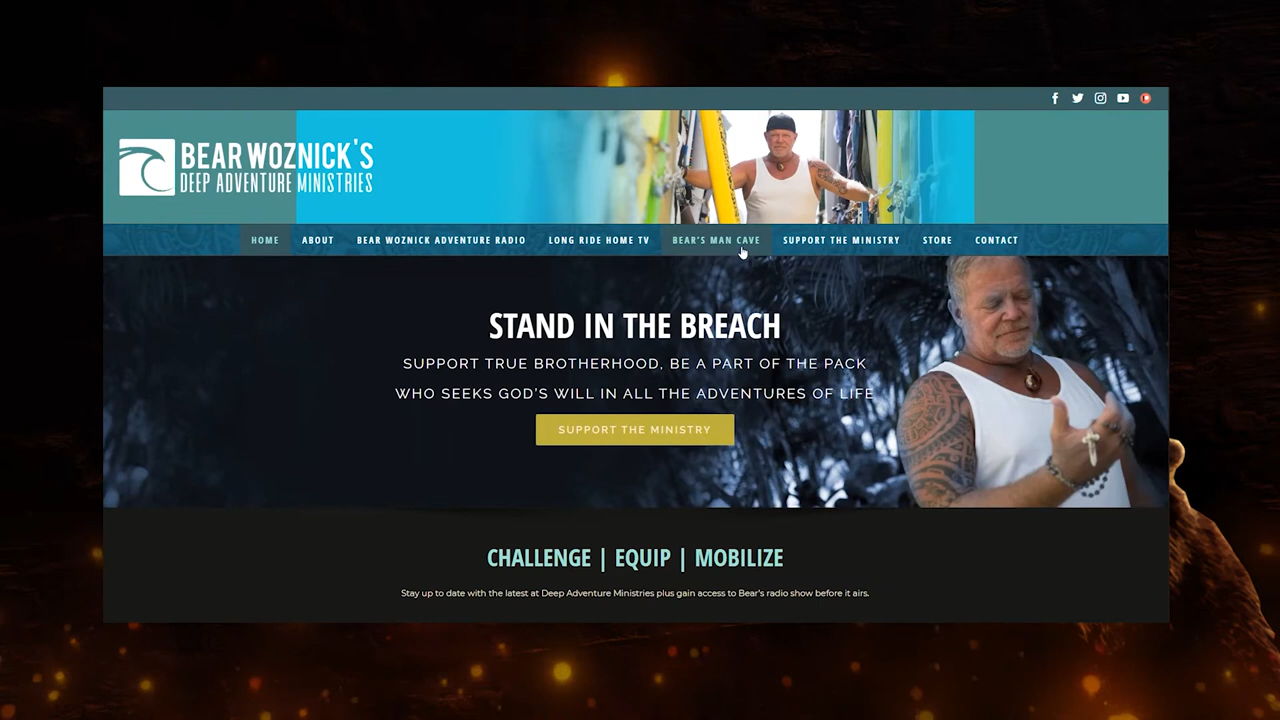 BEAR WOZNICK'S
DEEP ADVENTURE MINISTRIES
HOME ABOUT BEAR WOZNICK ADVENTURE RADIO LONG RIDE HOME TV BEAR'S MAN CAVE SUPPORT THE MINISTRY STORE CONTACT
STAND IN THE BREACH
SUPPORT TRUE BROTHERHOOD, BE A PART OF THE PACK
WHO SEEKS GOD'S WILL IN ALL THE ADVENTURES OF LIFE
SUPPORT THE MINISTRY
CHALLENGE | EQUIP | MOBILIZE
Stay up to date with the latest at Deep Adventure Ministries plus gain access to Bear's radio show before it airs.